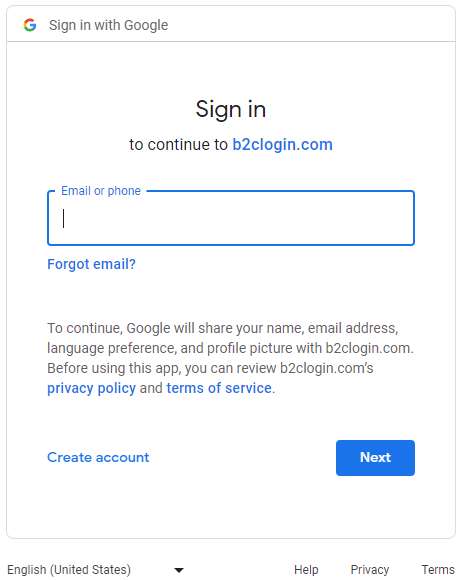 Sign in with Google
Sign in
to continue to b2clogin.com
Email or phone
Forgot email?
To continue, Google will share your name, email address,
language preference, and profile picture with b2clogin.com.
Before using this app, you can review b2clogin.com’s
privacy policy and terms of service.
Create account Next
English (United States) Help Privacy Terms